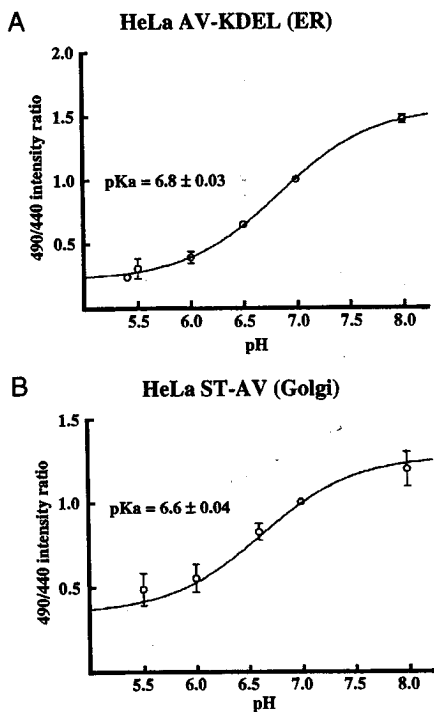 A
HeLa AV-KDEL (ER)
490/440 intensity ratio
2.0
1.5
1.0
0.5
pKa = 6.8 ± 0.03
5.5 6.0 6.5 7.0 7.5 8.0
pH
B
HeLa ST-AV (Golgi)
490/440 intensity ratio
1.5
1.0
0.5
pKa = 6.6 ± 0.04
5.5 6.0 6.5 7.0 7.5 8.0
pH